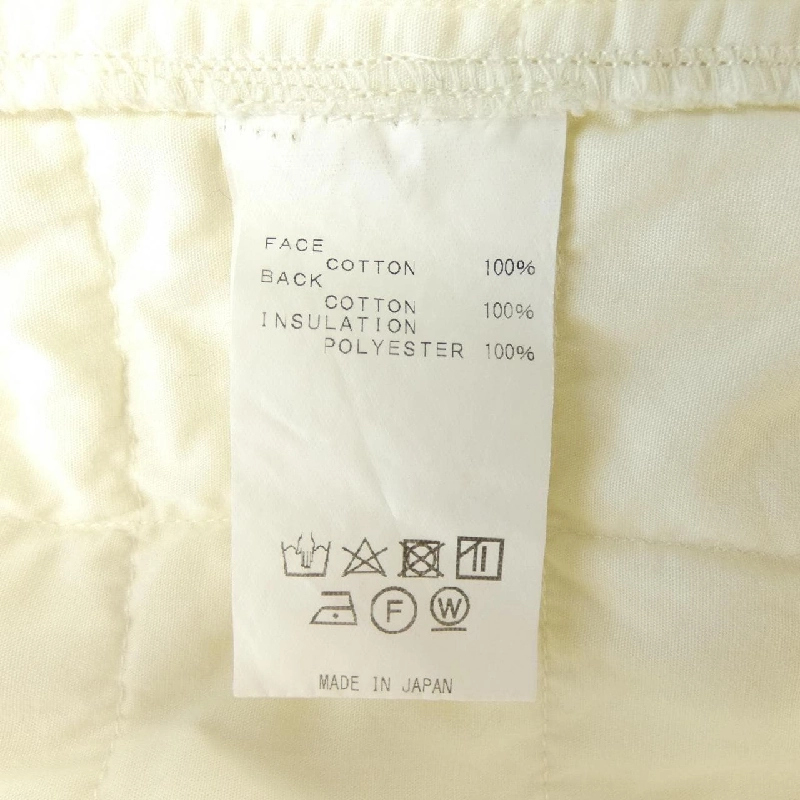 FACE
COTTON 100%
BACK
COTTON 100%
INSULATION
POLYESTER 100%
F W
MADE IN JAPAN